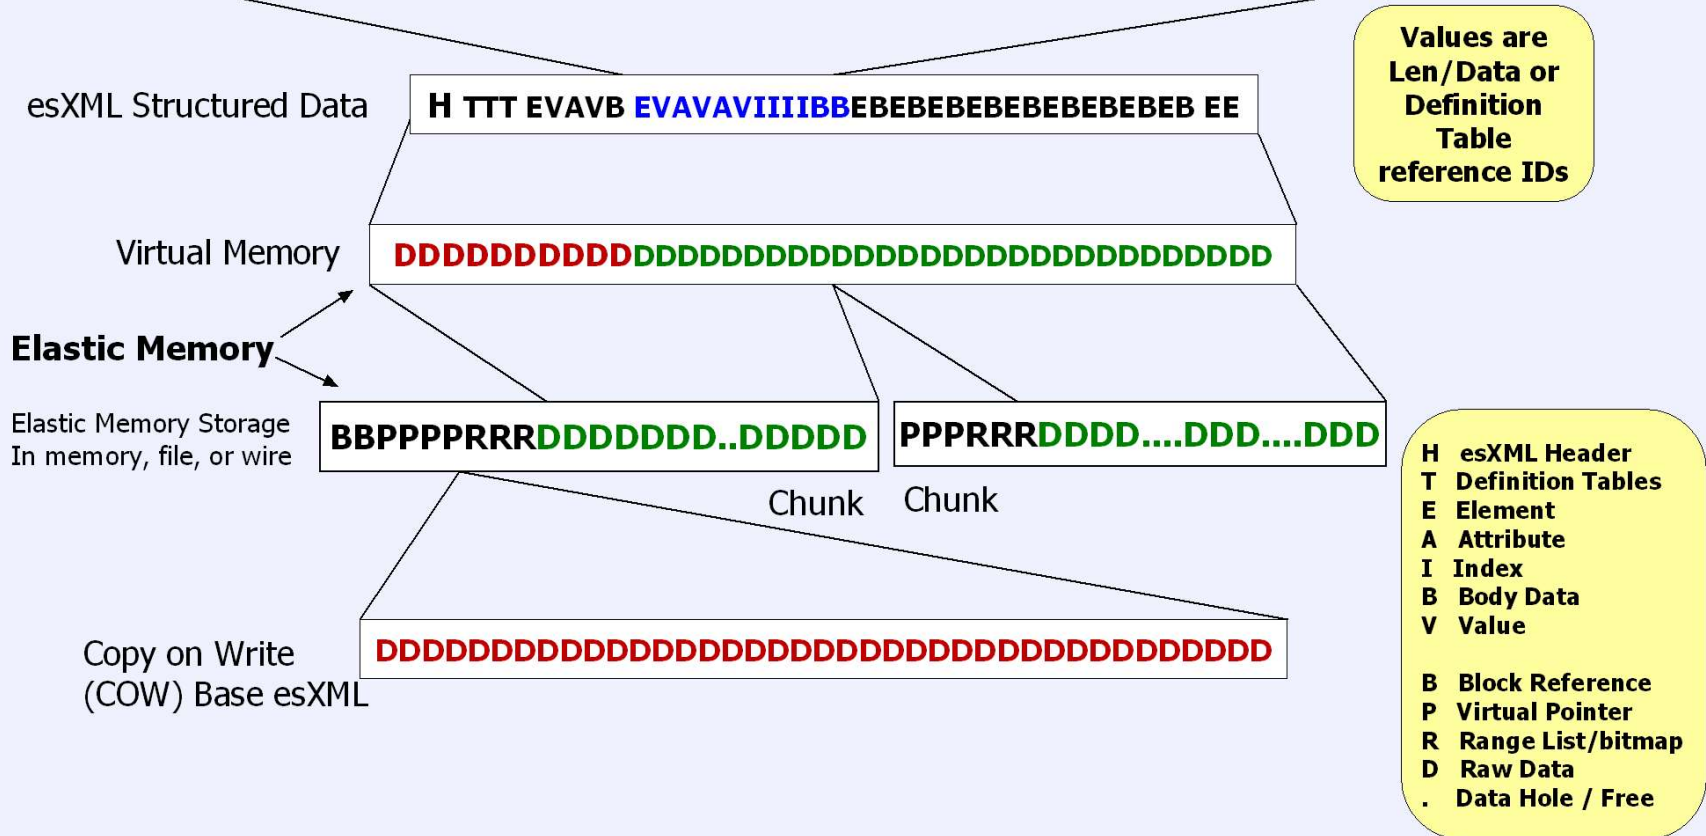 Values are
Len/Data or
Definition
Table
reference IDs
esXML Structured Data
H TTT EVAVB EVAVAVIIIIBBEBEBEBEBEBEBEBEBEB EE
Virtual Memory
DDDDDDDDDDDDDDDDDDDDDDDDDDDDDDDDDDDDDDD
Elastic Memory
Elastic Memory Storage
In memory, file, or wire
BBPPPPRRRDDDDDDD..DDDDD
PPPRRRDDDD....DDD....DDD
Chunk
Chunk
Copy on Write
(COW) Base esXML
DDDDDDDDDDDDDDDDDDDDDDDDDDDDDDDDDDDDDDD
H esXML Header
T Definition Tables
E Element
A Attribute
I Index
B Body Data
V Value
B Block Reference
P Virtual Pointer
R Range List/bitmap
D Raw Data
. Data Hole / Free